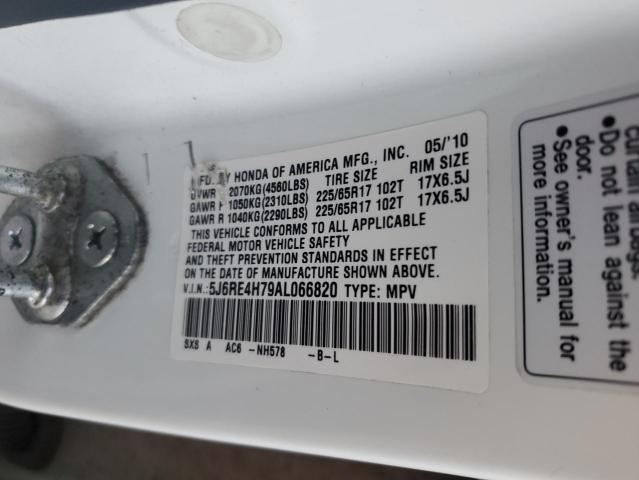 MFD. BY HONDA OF AMERICA MFG., INC. 05/'10
GVWR 2070KG(4560LBS) TIRE SIZE RIM SIZE
GAWR F 1050KG(2310LBS) 225/65R17 102T 17X6.5J
GAWR R 1040KG(2290LBS) 225/65R17 102T 17X6.5J
THIS VEHICLE CONFORMS TO ALL APPLICABLE
FEDERAL MOTOR VEHICLE SAFETY
AND THEFT PREVENTION STANDARDS IN EFFECT
ON THE DATE OF MANUFACTURE SHOWN ABOVE.
V.I.N.:5J6RE4H79AL066820 TYPE: MPV
SXS A AC6 -NH578 -B-L
curtain airbag.
• Do not lean against the
door.
• See owner's manual for
more information.